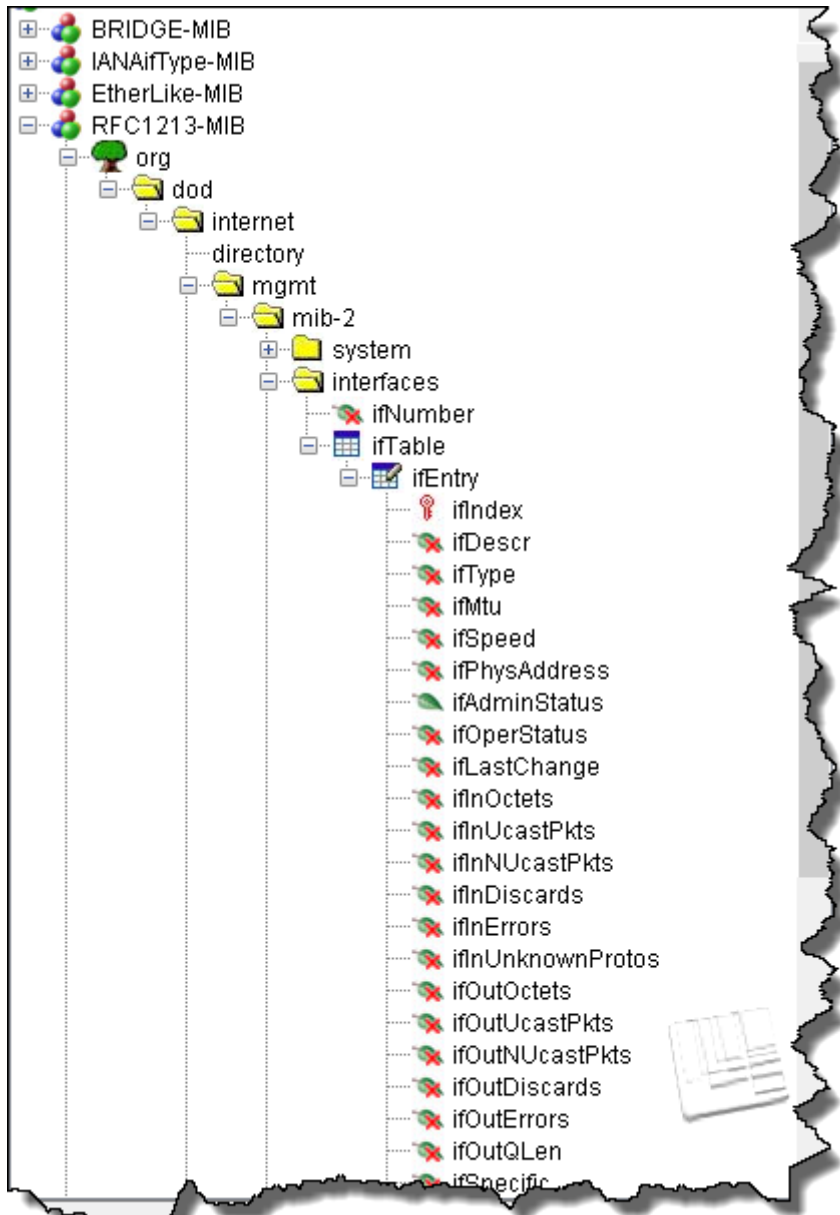 BRIDGE-MIB
IANAifType-MIB
EtherLike-MIB
RFC1213-MIB
org
dod
internet
directory
mgmt
mib-2
system
interfaces
ifNumber
ifTable
ifEntry
ifIndex
ifDescr
ifType
ifMtu
ifSpeed
ifPhysAddress
ifAdminStatus
ifOperStatus
ifLastChange
ifInOctets
ifInUcastPkts
ifInNUcastPkts
ifInDiscards
ifInErrors
ifInUnknownProtos
ifOutOctets
ifOutUcastPkts
ifOutNUcastPkts
ifOutDiscards
ifOutErrors
ifOutQLen
ifSpecific